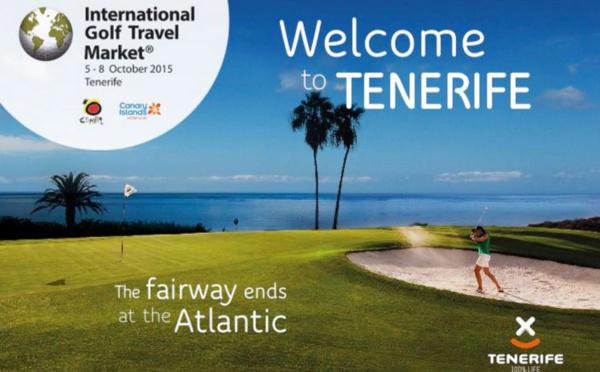 International
Golf Travel
Market®
5 - 8 October 2015
Tenerife
Canary
Islands
Welcome
to TENERIFE
The fairway ends
at the Atlantic
TENERIFE
100% LIFE